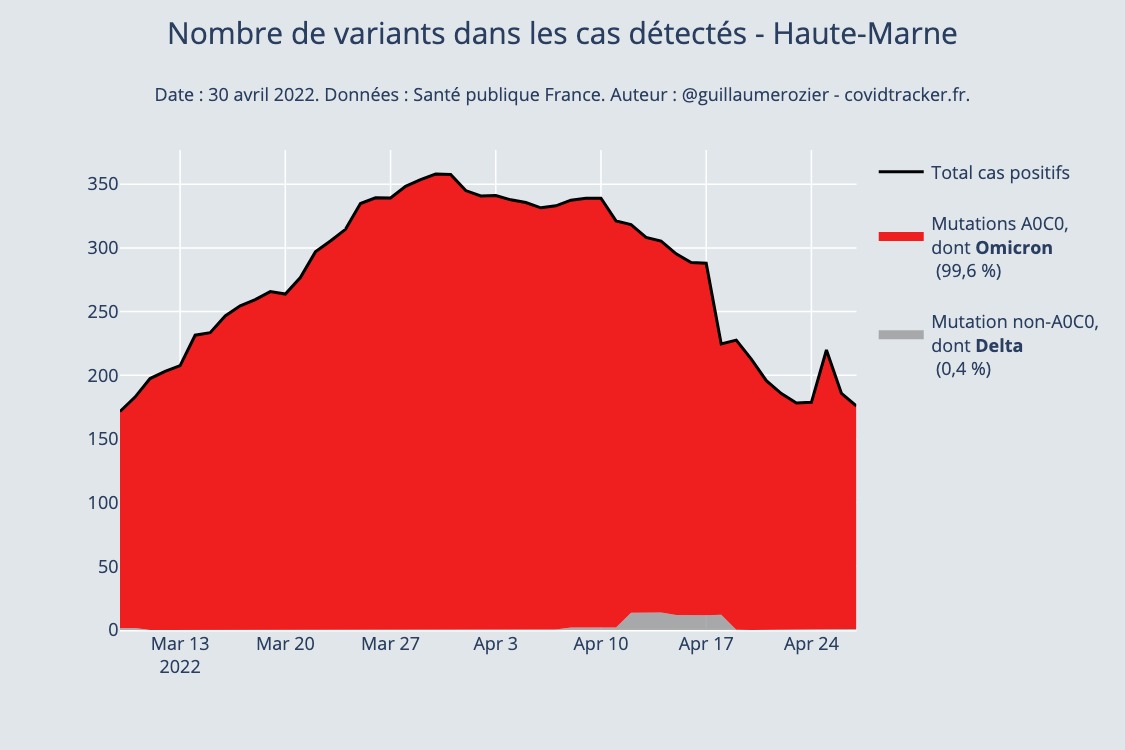 Nombre de variants dans les cas détectés - Haute-Marne
Date : 30 avril 2022. Données : Santé publique France. Auteur : @guillaumerozier - covidtracker.fr.
350
300
250
200
150
100
50
0
Mar 13
2022
Mar 20
Mar 27
Apr 3
Apr 10
Apr 17
Apr 24
Total cas positifs
Mutations A0C0,
dont Omicron
(99,6 %)
Mutation non-A0C0,
dont Delta
(0,4 %)